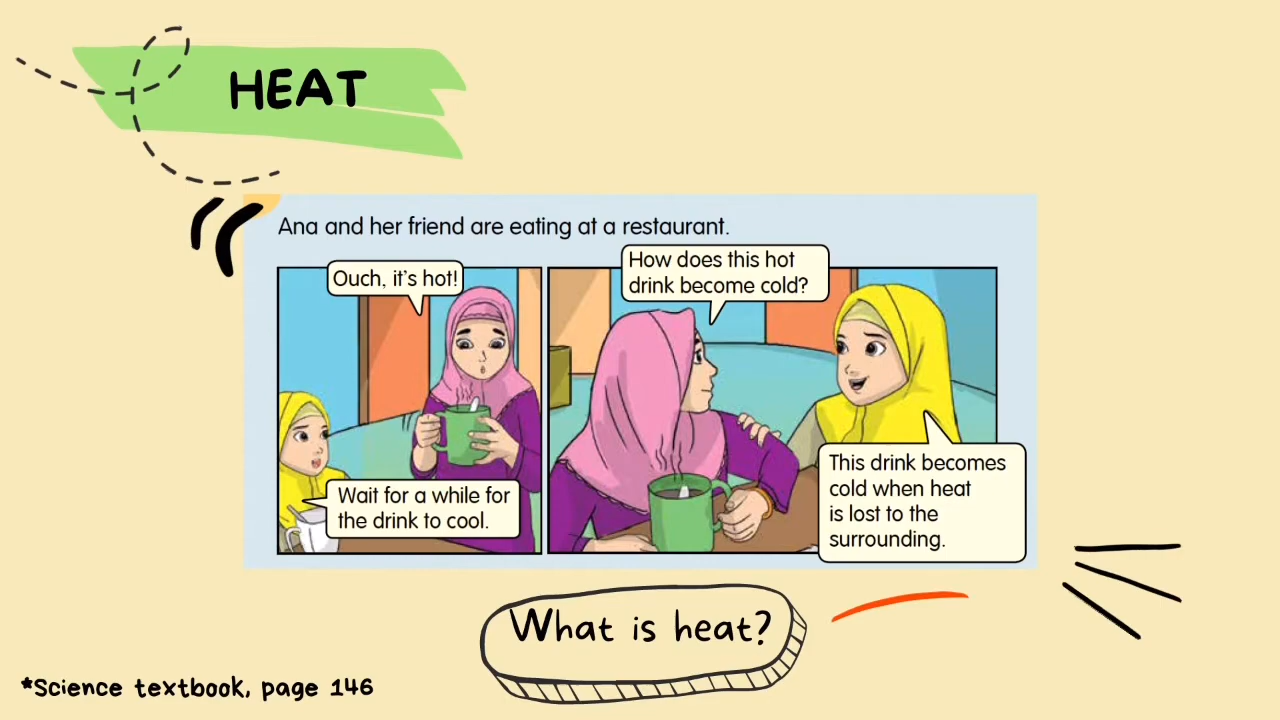 HEAT
Ana and her friend are eating at a restaurant.
Ouch, it's hot!
Wait for a while for
the drink to cool.
How does this hot
drink become cold?
This drink becomes
cold when heat
is lost to the
surrounding.
What is heat?
*Science textbook, page 146